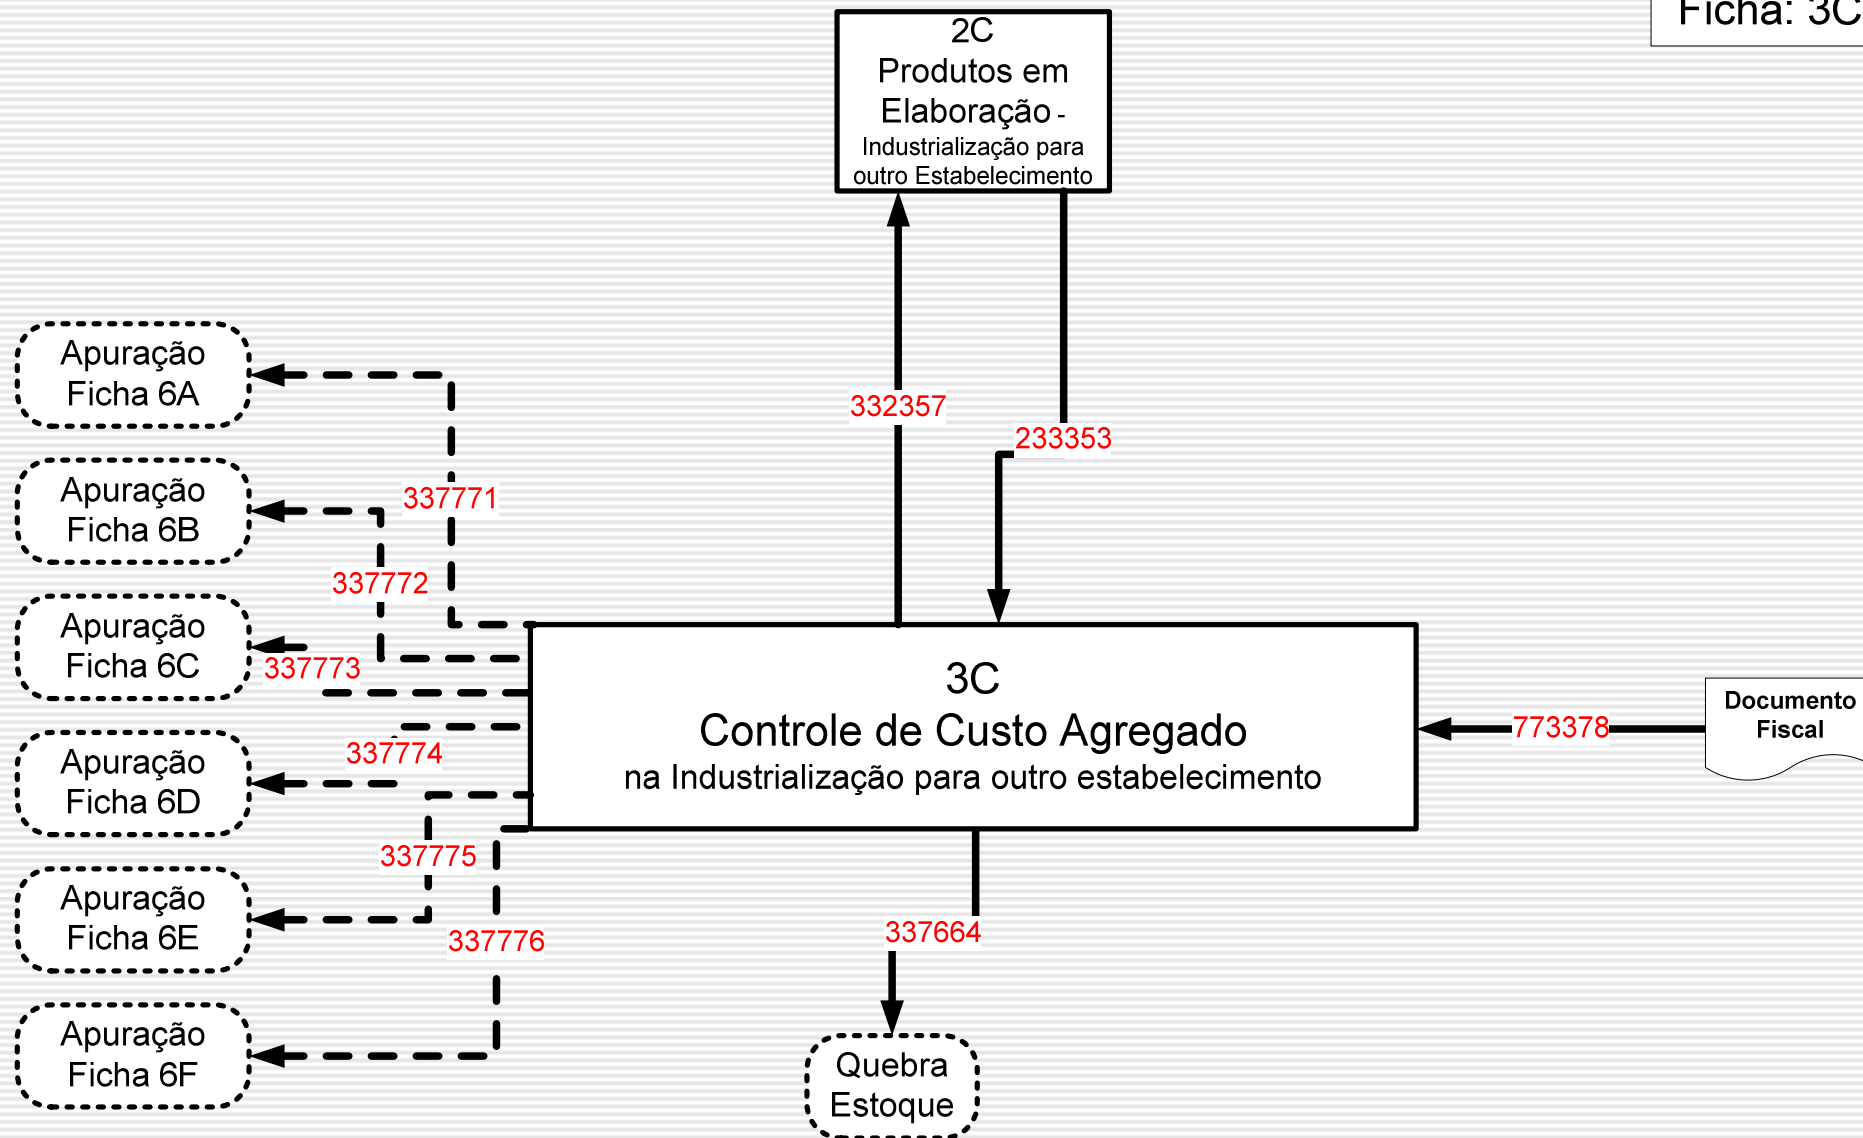 Ficha: 3C
2C
Produtos em
Elaboração -
Industrialização para
outro Estabelecimento
Apuração
Ficha 6A
332357
233353
Apuração
Ficha 6B
337771
337772
Apuração
Ficha 6C
337773
3C
Controle de Custo Agregado
na Industrialização para outro estabelecimento
Documento
Fiscal
773378
337774
Apuração
Ficha 6D
337775
Apuração
Ficha 6E
337776
337664
Apuração
Ficha 6F
Quebra
Estoque